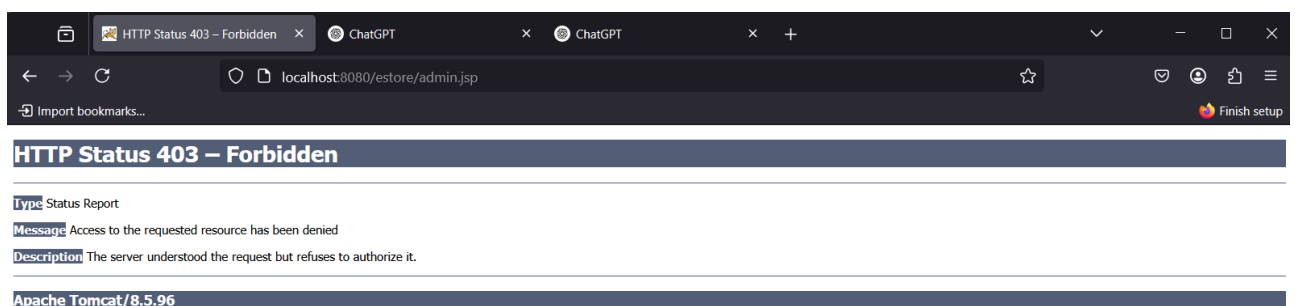 HTTP Status 403 – Forbidden
ChatGPT
ChatGPT
localhost:8080/estore/admin.jsp
Import bookmarks...
Finish setup
HTTP Status 403 – Forbidden
Type Status Report
Message Access to the requested resource has been denied
Description The server understood the request but refuses to authorize it.
Apache Tomcat/8.5.96